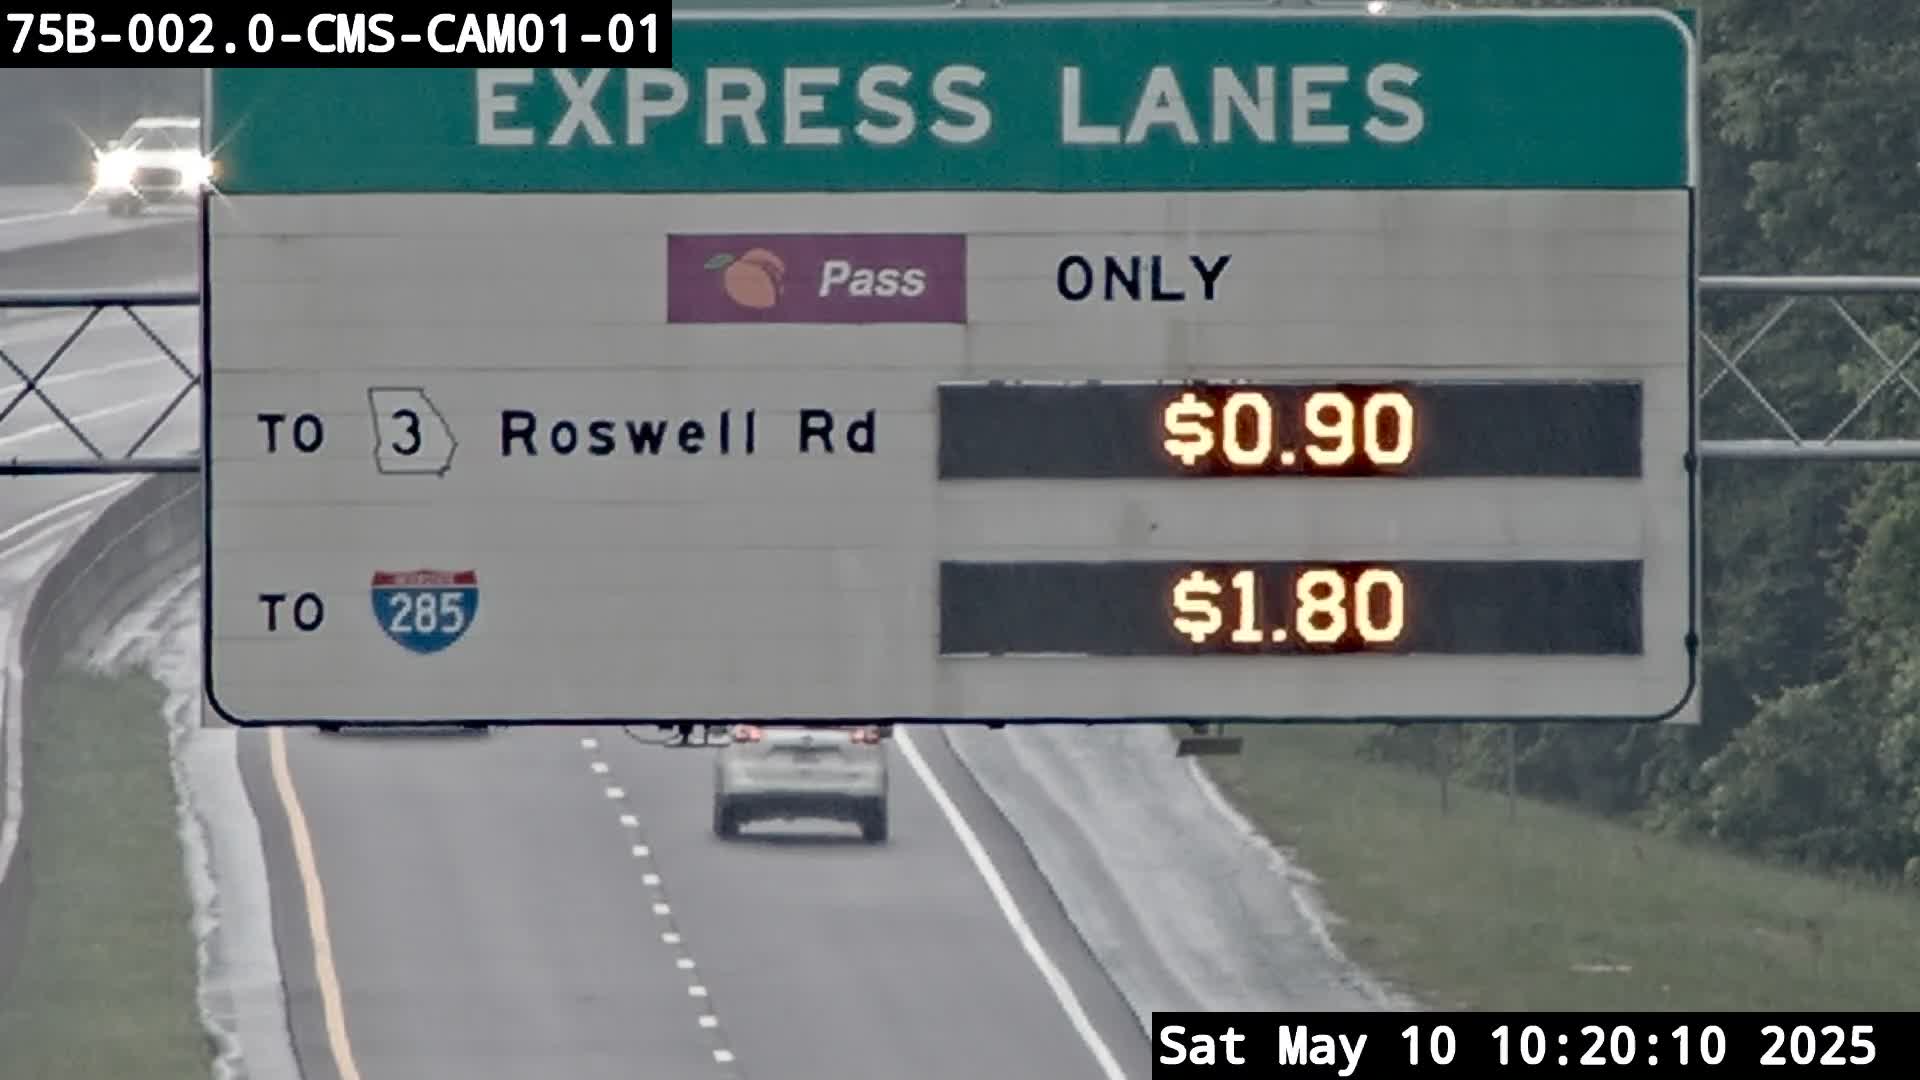 75B-002.0-CMS-CAM01-01
EXPRESS LANES
Pass ONLY
TO 3 Roswell Rd $0.90
TO 285 $1.80
Sat May 10 10:20:10 2025